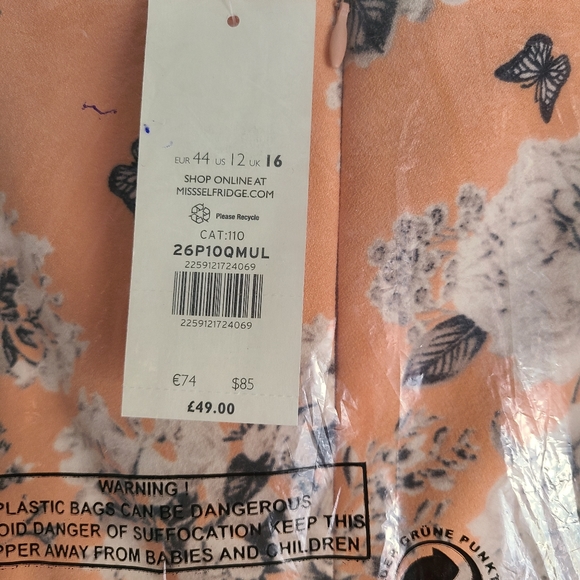 EUR 44 US 12 UK 16
SHOP ONLINE AT
MISSSELFRIDGE.COM
Please Recycle
CAT:110
26P10QMUL
2259121724069
2259121724069
€74 $85
£49.00
WARNING !
PLASTIC BAGS CAN BE DANGEROUS
OID DANGER OF SUFFOCATION KEEP THIS
PPER AWAY FROM BABIES AND CHILDREN
DER GRÜNE PUNKT